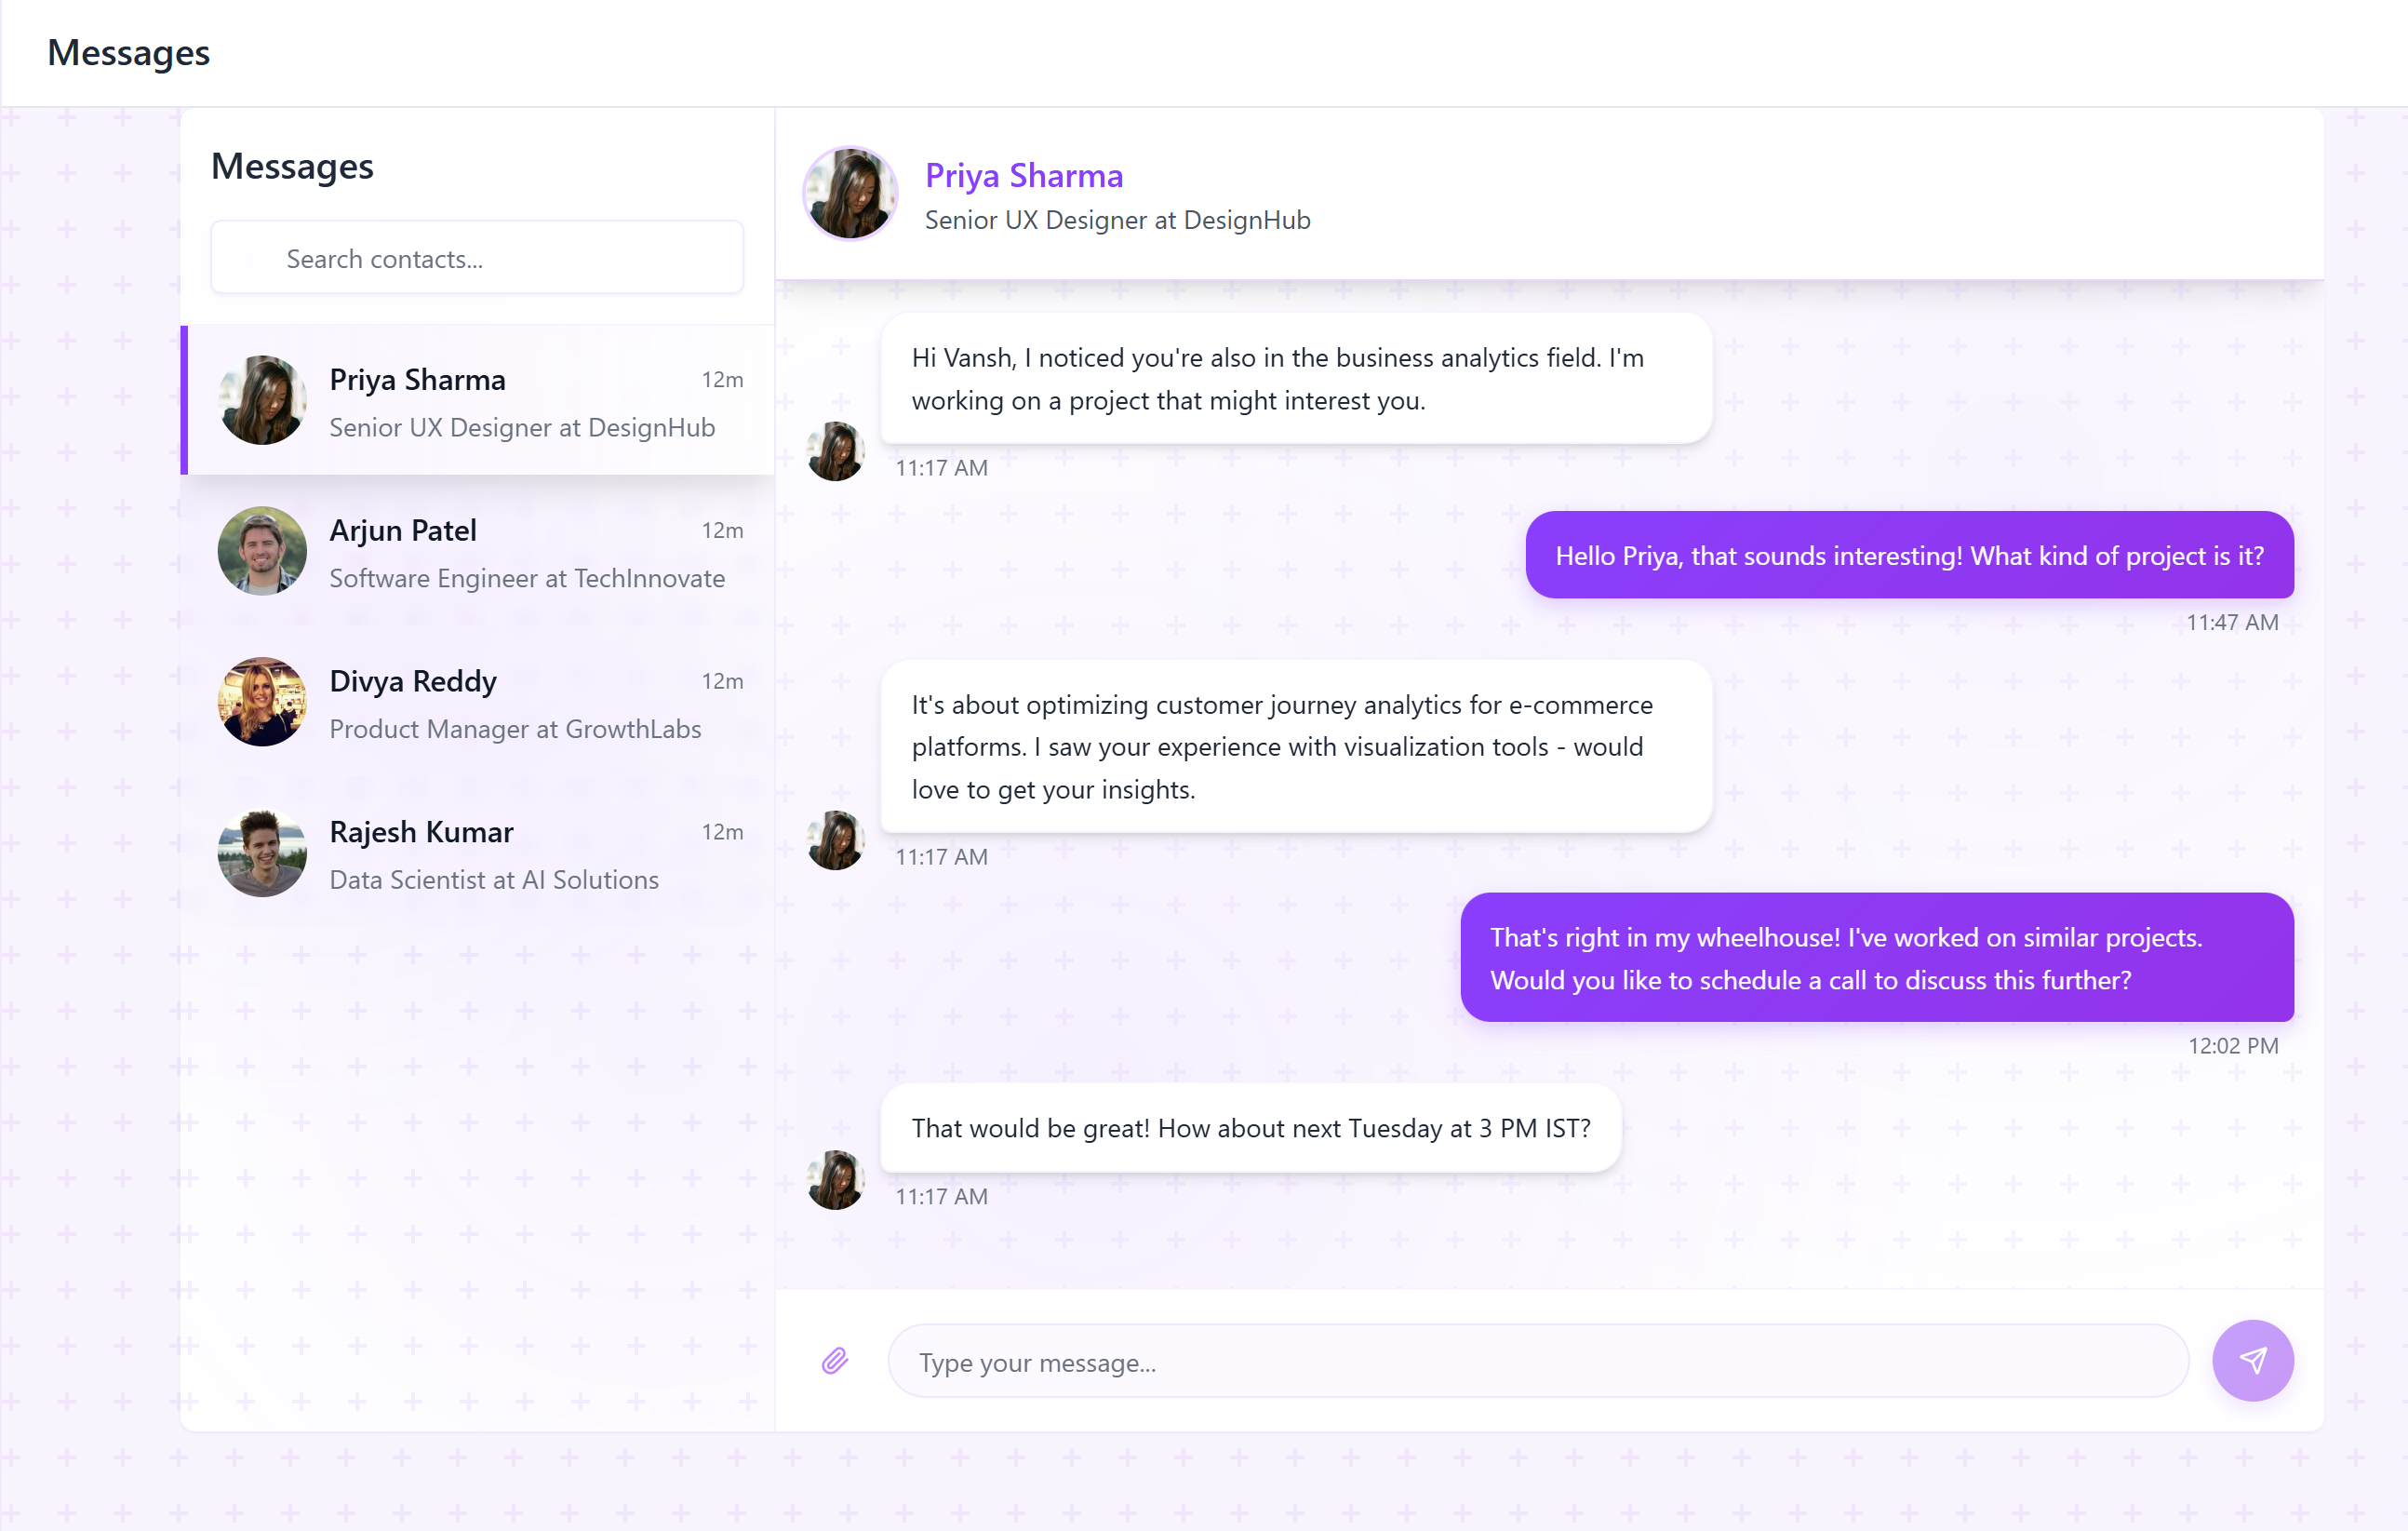 Messages
Messages
Search contacts...
Priya Sharma
12m
Senior UX Designer at DesignHub
Arjun Patel
12m
Software Engineer at TechInnovate
Divya Reddy
12m
Product Manager at GrowthLabs
Rajesh Kumar
12m
Data Scientist at AI Solutions
Priya Sharma
Senior UX Designer at DesignHub
Hi Vansh, I noticed you're also in the business analytics field. I'm
working on a project that might interest you.
11:17 AM
Hello Priya, that sounds interesting! What kind of project is it?
11:47 AM
It's about optimizing customer journey analytics for e-commerce
platforms. I saw your experience with visualization tools - would
love to get your insights.
11:17 AM
That's right in my wheelhouse! I've worked on similar projects.
Would you like to schedule a call to discuss this further?
12:02 PM
That would be great! How about next Tuesday at 3 PM IST?
11:17 AM
Type your message...